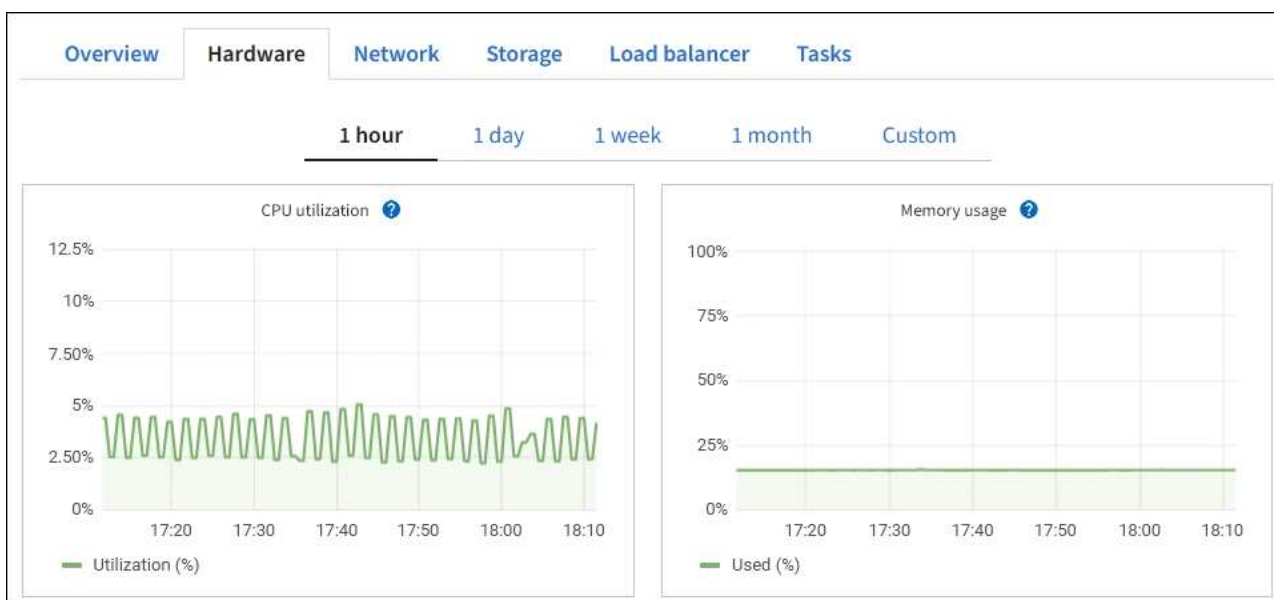 Overview Hardware Network Storage Load balancer Tasks
1 hour 1 day 1 week 1 month Custom
CPU utilization ?
12.5%
10%
7.50%
5%
2.50%
0%
17:20 17:30 17:40 17:50 18:00 18:10
Utilization (%)
Memory usage ?
100%
75%
50%
25%
0%
17:20 17:30 17:40 17:50 18:00 18:10
Used (%)